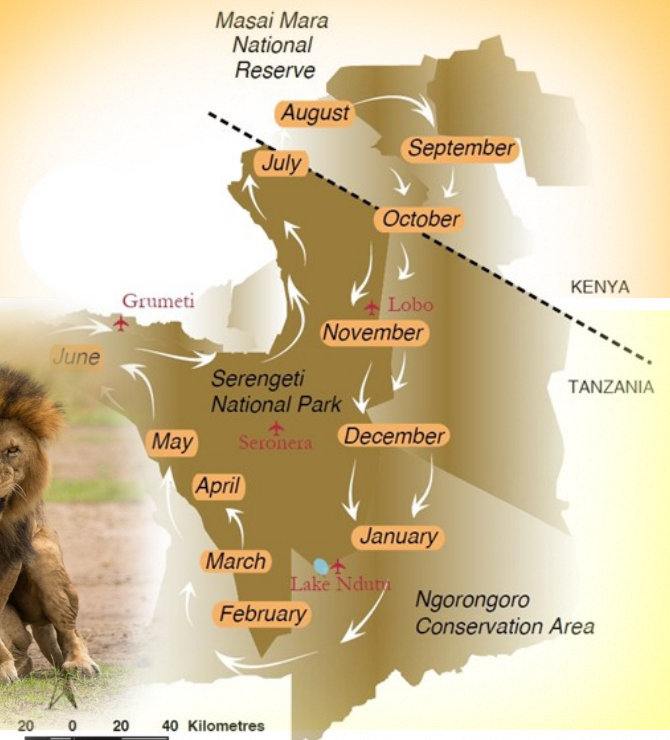 Masai Mara
National
Reserve
August
September
July
October
KENYA
Grumeti
Lobo
November
June
TANZANIA
Serengeti
National Park
Seronera
December
May
April
January
March
Lake Ndutu
February
Ngorongoro
Conservation Area
20 0 20 40 Kilometres